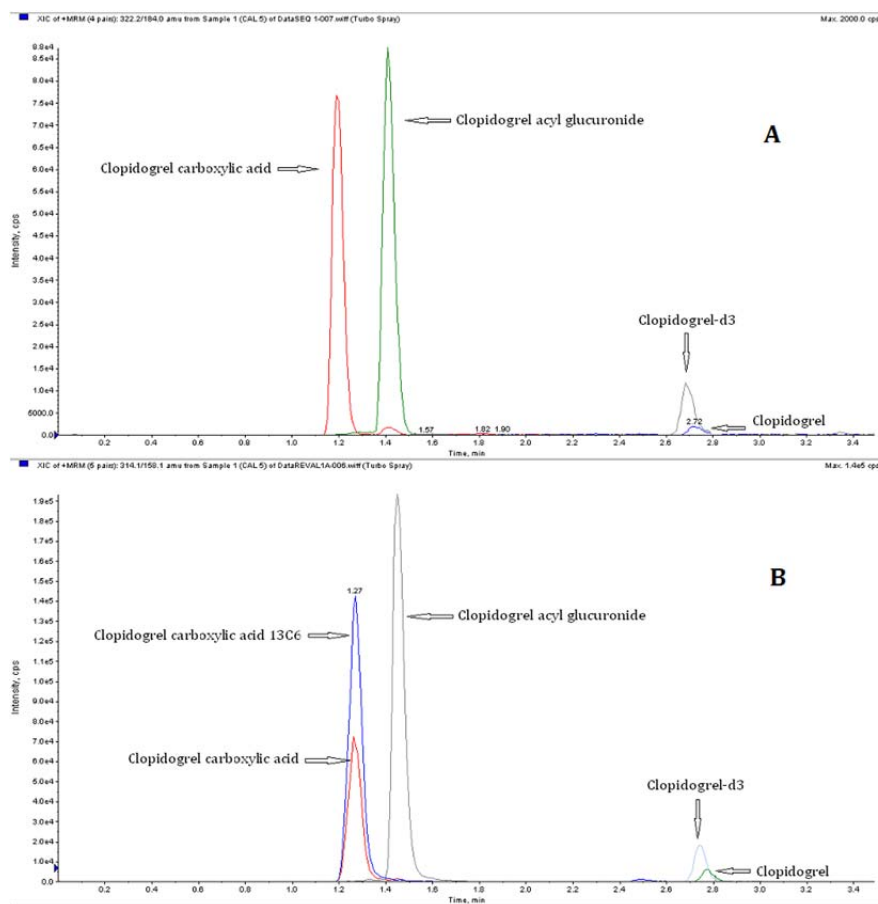 XIC of +MRM (4 pairs): 322.2/184.0 amu from Sample 1 (CAL 5) of DataSEQ 1-007.wiff (Turbo Spray) Max. 2000.0 cps
8.8e4
8.5e4
8.0e4
7.5e4
7.0e4
6.5e4
6.0e4
5.5e4
5.0e4
4.5e4
4.0e4
3.5e4
3.0e4
2.5e4
2.0e4
1.5e4
1.0e4
6000.0
0.0
Intensity, cps
Clopidogrel acyl glucuronide
A
Clopidogrel carboxylic acid
Clopidogrel-d3
Clopidogrel
1.57 1.82 1.90 2.72
0.2 0.4 0.6 0.8 1.0 1.2 1.4 1.6 1.8 2.0 2.2 2.4 2.6 2.8 3.0 3.2 3.4
Time, min
XIC of +MRM (5 pairs): 314.1/158.1 amu from Sample 1 (CAL 5) of DataREVAL1A-006.wiff (Turbo Spray) Max. 1.4e5 cps
1.9e5
1.8e5
1.7e5
1.6e5
1.5e5
1.4e5
1.3e5
1.2e5
1.1e5
1.0e5
9.0e4
8.0e4
7.0e4
6.0e4
5.0e4
4.0e4
3.0e4
2.0e4
1.0e4
0.0
Intensity, cps
B
1.27
Clopidogrel acyl glucuronide
Clopidogrel carboxylic acid 13C6
Clopidogrel carboxylic acid
Clopidogrel-d3
Clopidogrel
0.2 0.4 0.6 0.8 1.0 1.2 1.4 1.6 1.8 2.0 2.2 2.4 2.6 2.8 3.0 3.2 3.4
Time, min